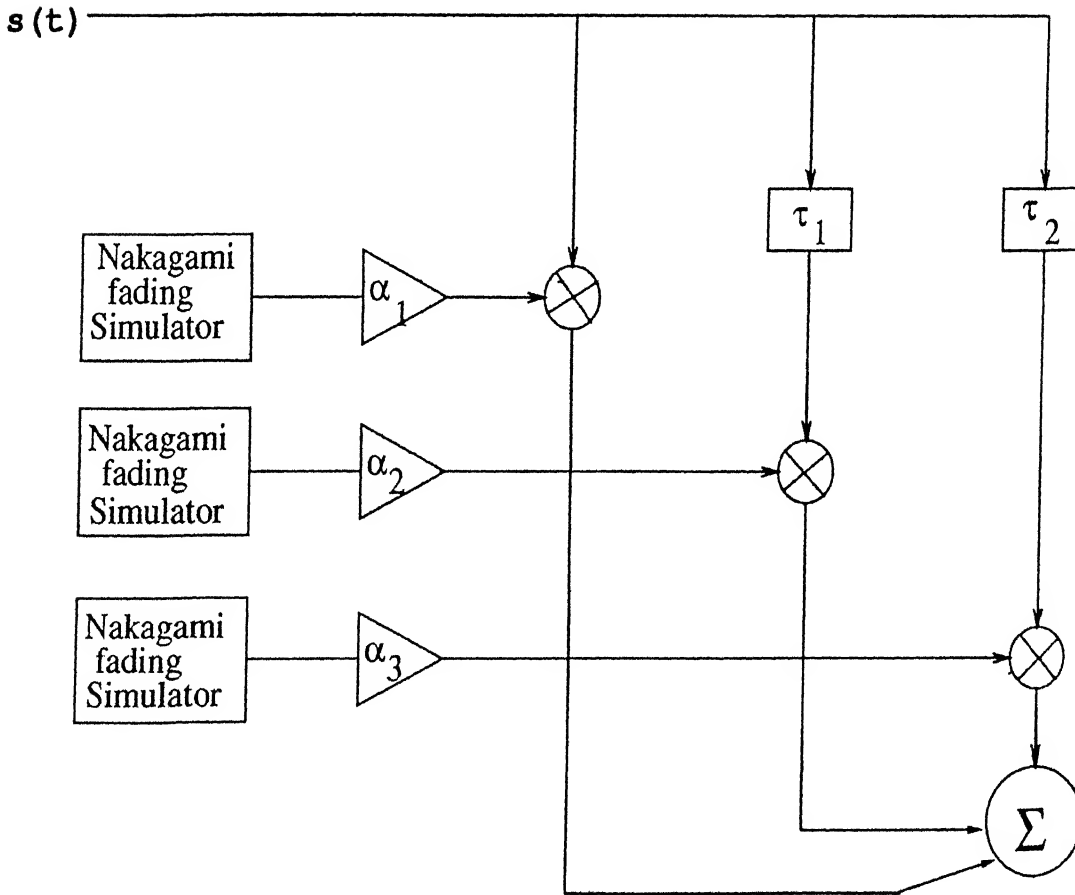 s(t)
τ1
τ2
Nakagami
fading
Simulator
α1
Nakagami
fading
Simulator
α2
Nakagami
fading
Simulator
α3
Σ